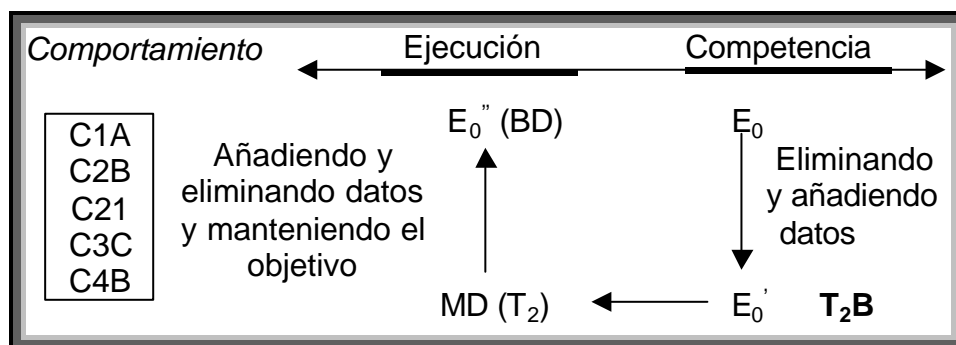 Comportamiento Ejecución Competencia
C1A
C2B
C21
C3C
C4B
Añadiendo y
eliminando datos
y manteniendo el
objetivo
E₀” (BD)
MD (T₂)
E₀
Eliminando
y añadiendo
datos
E₀’ T₂B